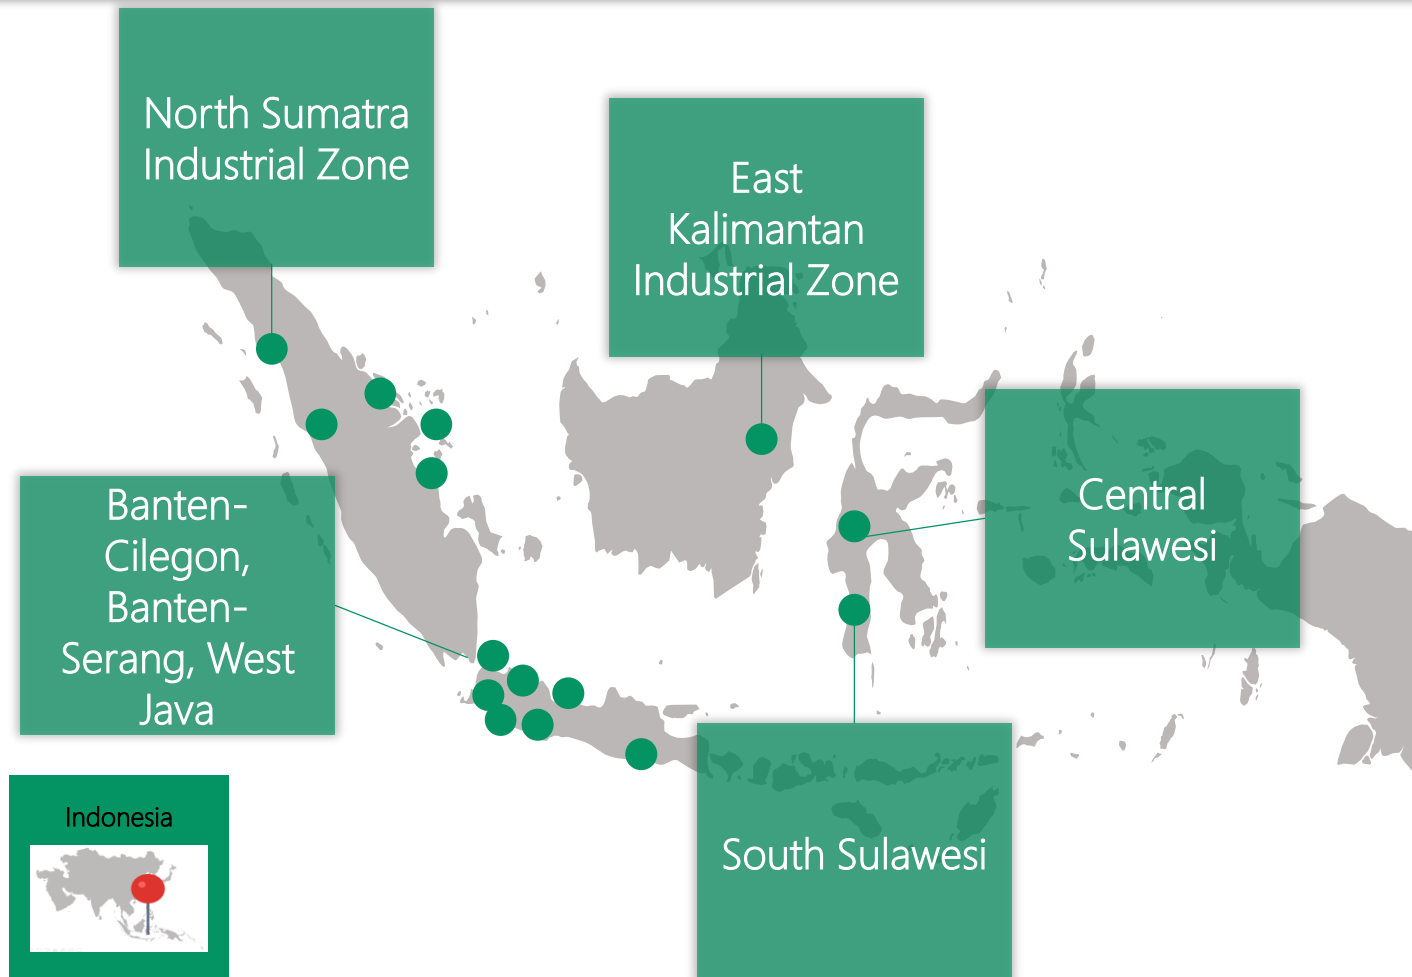 North Sumatra
Industrial Zone
East
Kalimantan
Industrial Zone
Central
Sulawesi
Banten-
Cilegon,
Banten-
Serang, West
Java
South Sulawesi
Indonesia